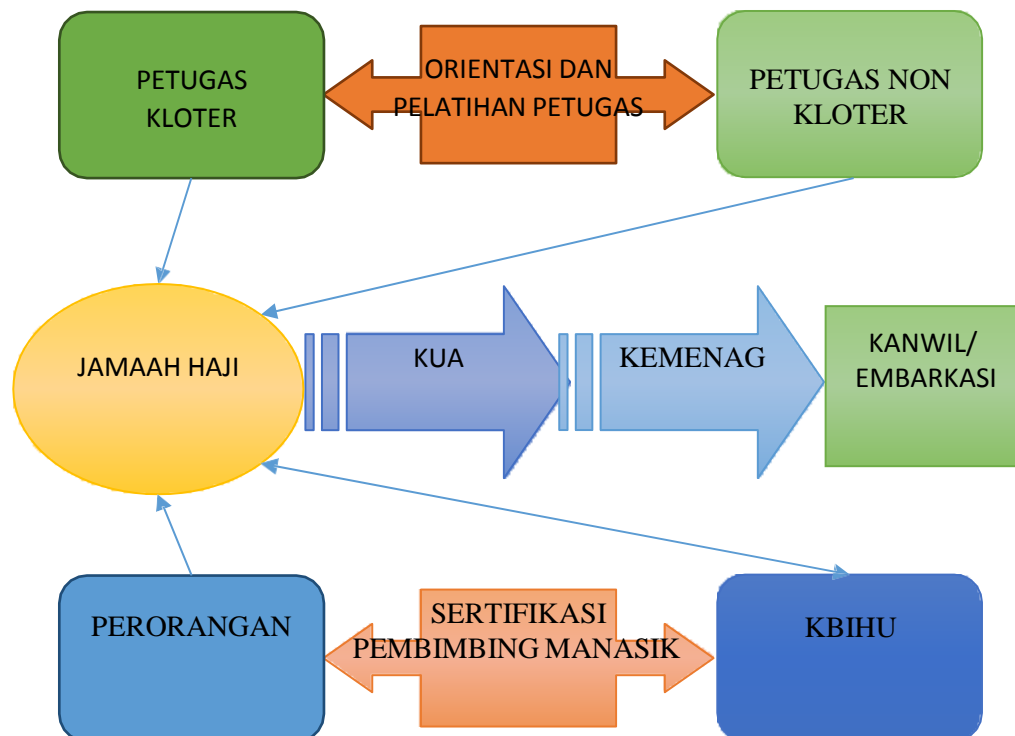 PETUGAS
KLOTER
ORIENTASI DAN
PELATIHAN PETUGAS
PETUGAS NON
KLOTER
JAMAAH HAJI
KUA
KEMENAG
KANWIL/
EMBARKASI
PERORANGAN
SERTIFIKASI
PEMBIMBING MANASIK
KBIHU